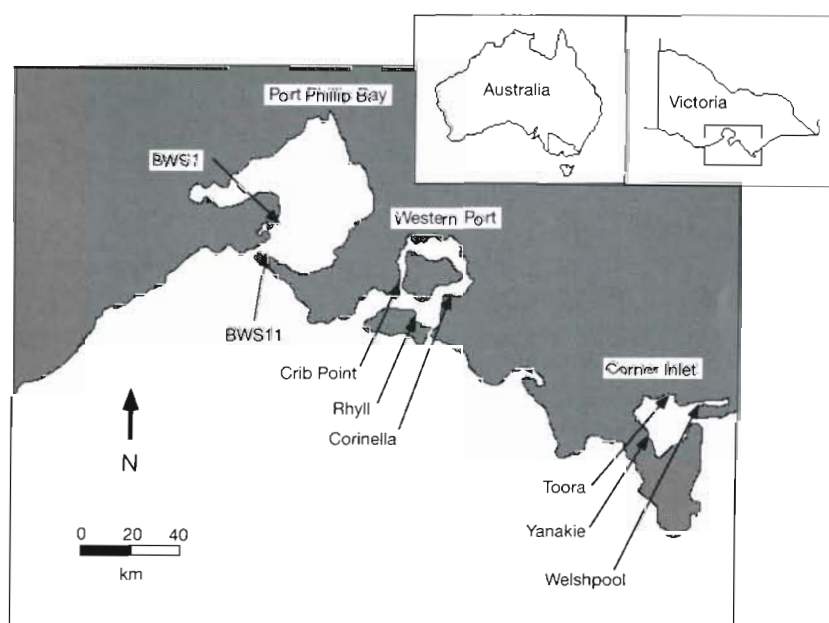 Australia
Victoria
Port Phillip Bay
BWS1
Western Port
BWS11
Crib Point
Rhyll
Corinella
Corner Inlet
Toora
Yanakie
Welshpool
N
0 20 40
km